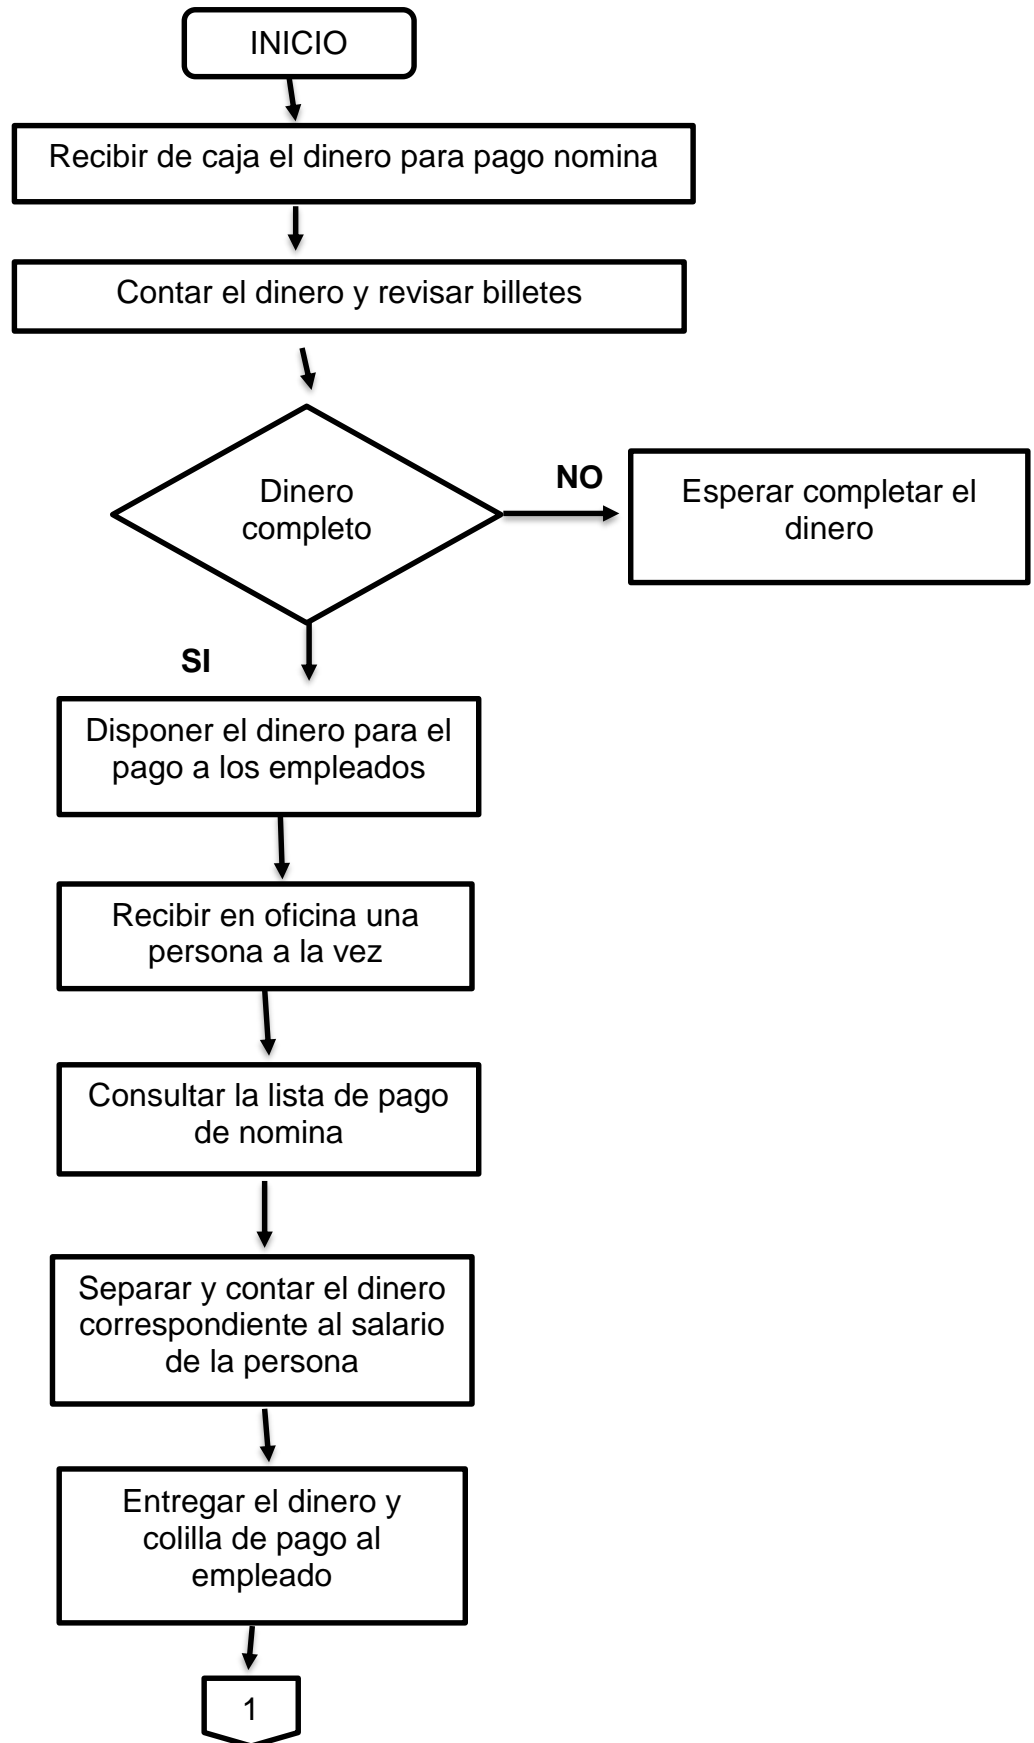 INICIO
Recibir de caja el dinero para pago nomina
Contar el dinero y revisar billetes
Dinero
completo
NO
Esperar completar el
dinero
SI
Disponer el dinero para el
pago a los empleados
Recibir en oficina una
persona a la vez
Consultar la lista de pago
de nomina
Separar y contar el dinero
correspondiente al salario
de la persona
Entregar el dinero y
colilla de pago al
empleado
1